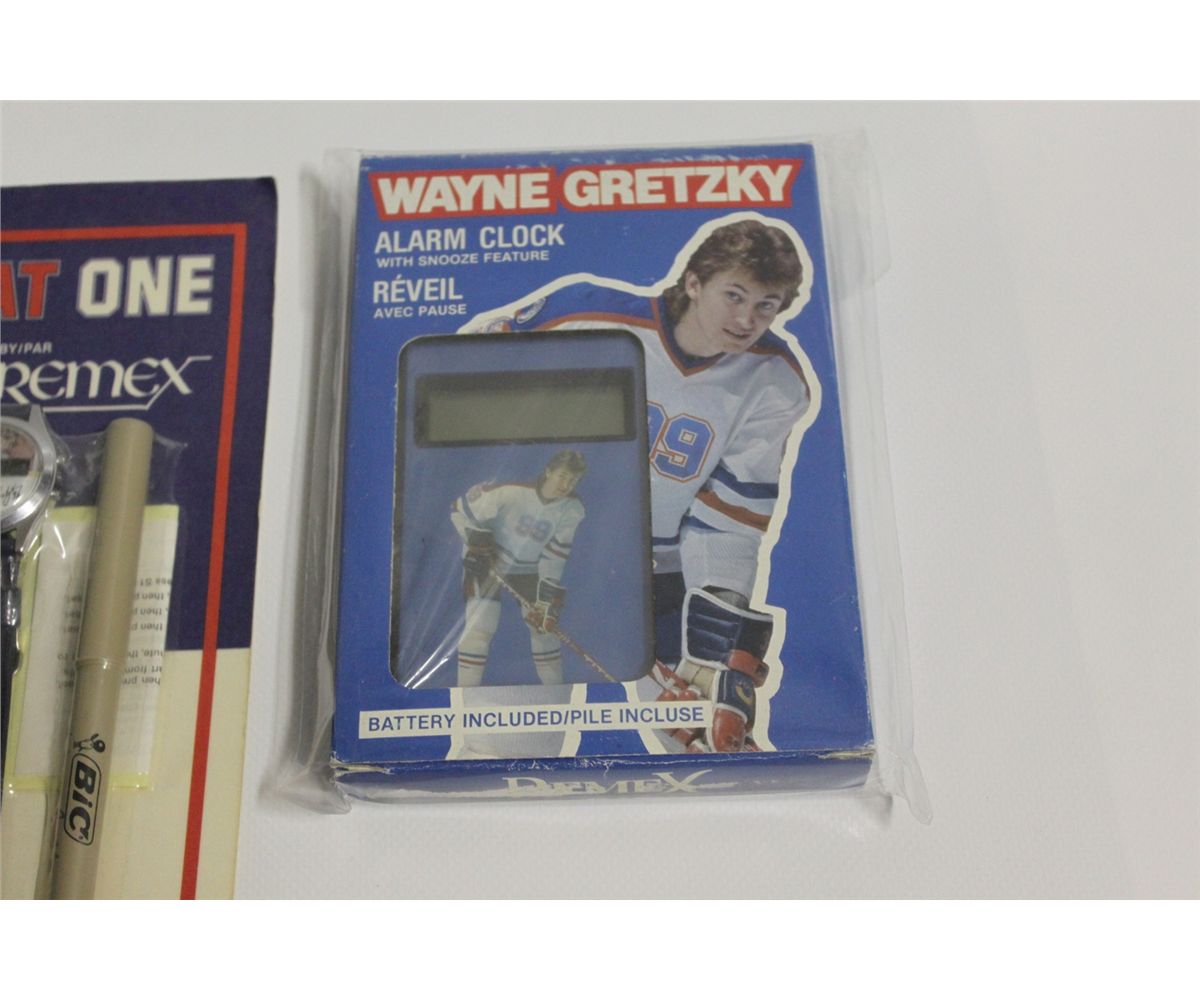 AT ONE
BY/PAR
REMEX
BIC
WAYNE GRETZKY
ALARM CLOCK
WITH SNOOZE FEATURE
RÉVEIL
AVEC PAUSE
99
99
BATTERY INCLUDED/PILE INCLUSE
REMEX